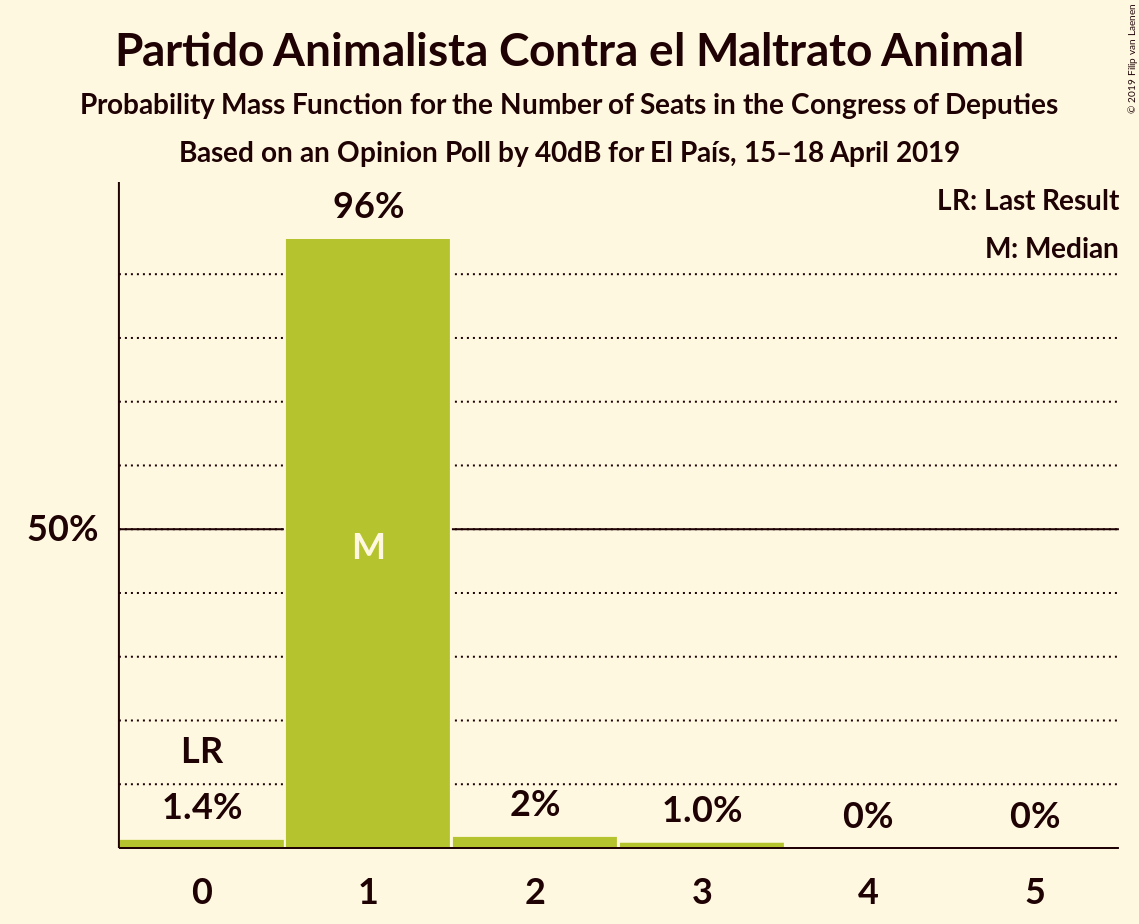 Partido Animalista Contra el Maltrato Animal
Probability Mass Function for the Number of Seats in the Congress of Deputies
Based on an Opinion Poll by 40dB for El País, 15–18 April 2019
© 2019 Filip van Laenen
LR: Last Result
M: Median
96%
50%
M
LR
1.4%
2%
1.0%
0%
0%
0 1 2 3 4 5